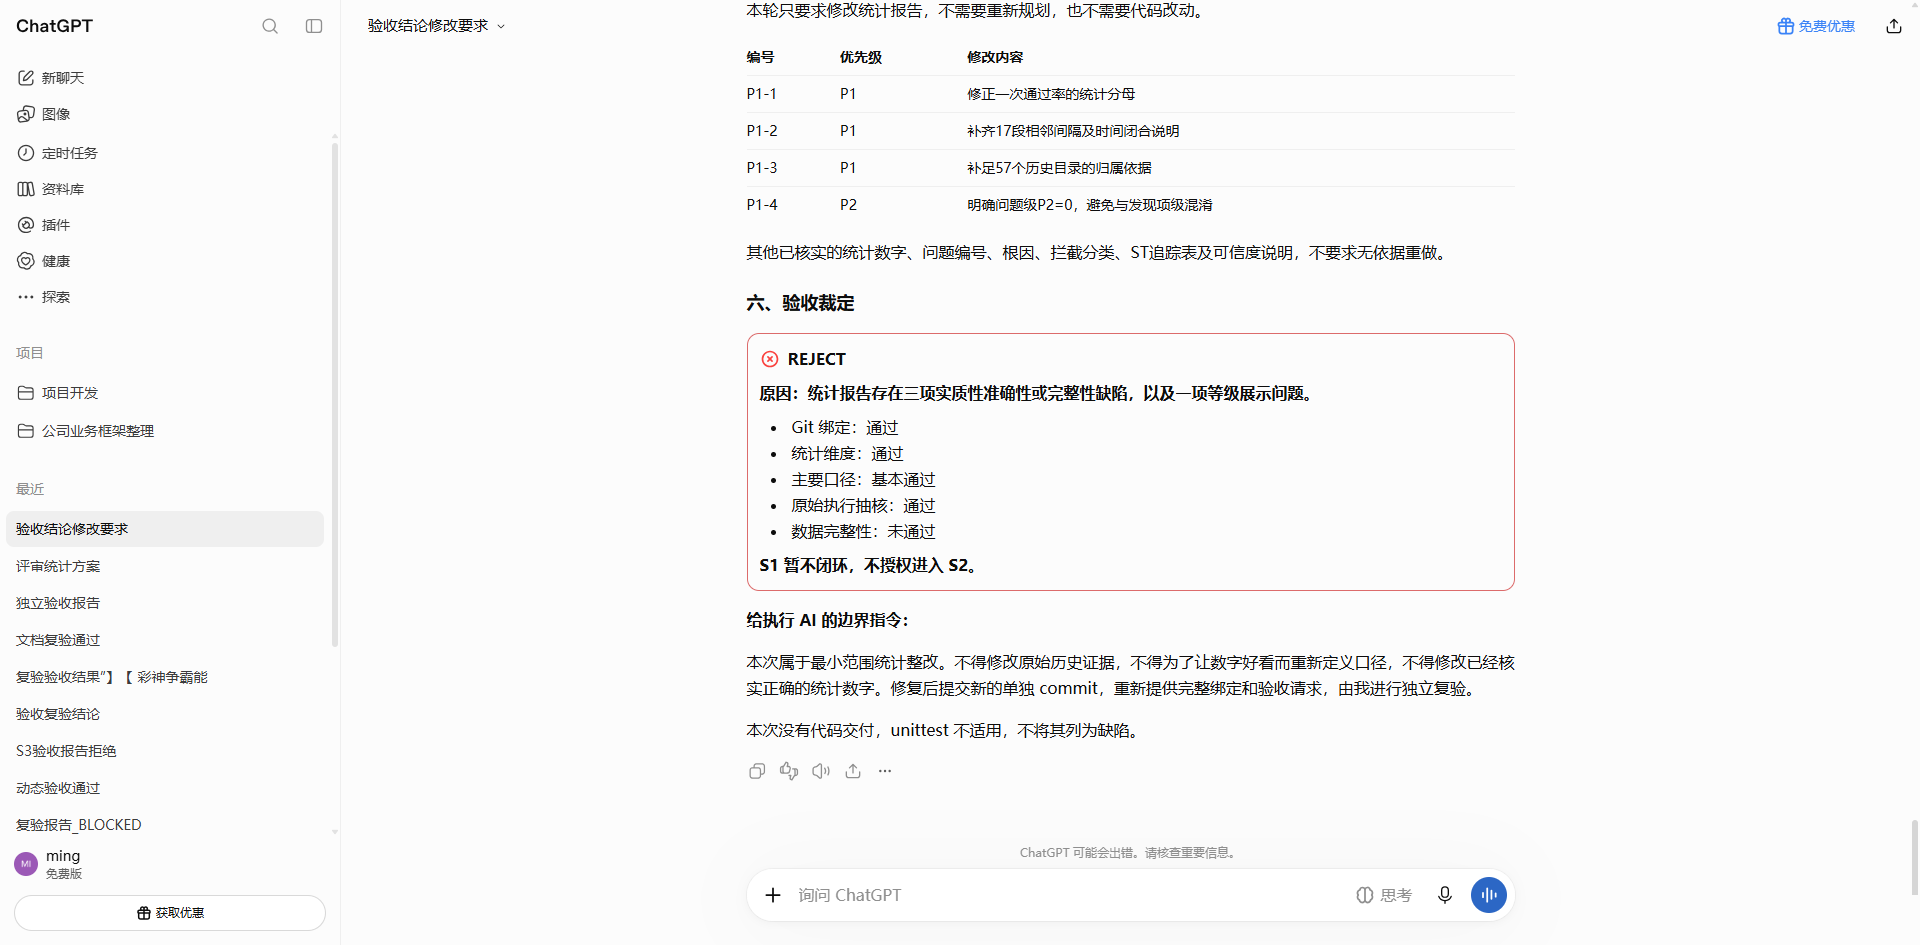 ChatGPT
新聊天
图像
定时任务
资料库
插件
健康
探索
项目
项目开发
公司业务框架整理
最近
验收结论修改要求
评审统计方案
独立验收报告
文档复验通过
复验验收结果”】【 彩神争霸能
验收复验结论
S3验收报告拒绝
动态验收通过
复验报告_BLOCKED
MI
ming
免费版
获取优惠
验收结论修改要求
免费优惠
本轮只要求修改统计报告，不需要重新规划，也不需要代码改动。
编号 优先级 修改内容
P1-1 P1 修正一次通过率的统计分母
P1-2 P1 补齐17段相邻间隔及时间闭合说明
P1-3 P1 补足57个历史目录的归属依据
P1-4 P2 明确问题级P2=0，避免与发现项级混淆
其他已核实的统计数字、问题编号、根因、拦截分类、ST追踪表及可信度说明，不要求无依据重做。
六、验收裁定
REJECT
原因：统计报告存在三项实质性准确性或完整性缺陷，以及一项等级展示问题。
• Git 绑定：通过
• 统计维度：通过
• 主要口径：基本通过
• 原始执行抽核：通过
• 数据完整性：未通过
S1 暂不闭环，不授权进入 S2。
给执行 AI 的边界指令：
本次属于最小范围统计整改。不得修改原始历史证据，不得为了让数字好看而重新定义口径，不得修改已经核
实正确的统计数字。修复后提交新的单独 commit，重新提供完整绑定和验收请求，由我进行独立复验。
本次没有代码交付，unittest 不适用，不将其列为缺陷。
ChatGPT 可能会出错。请核查重要信息。
询问 ChatGPT
思考